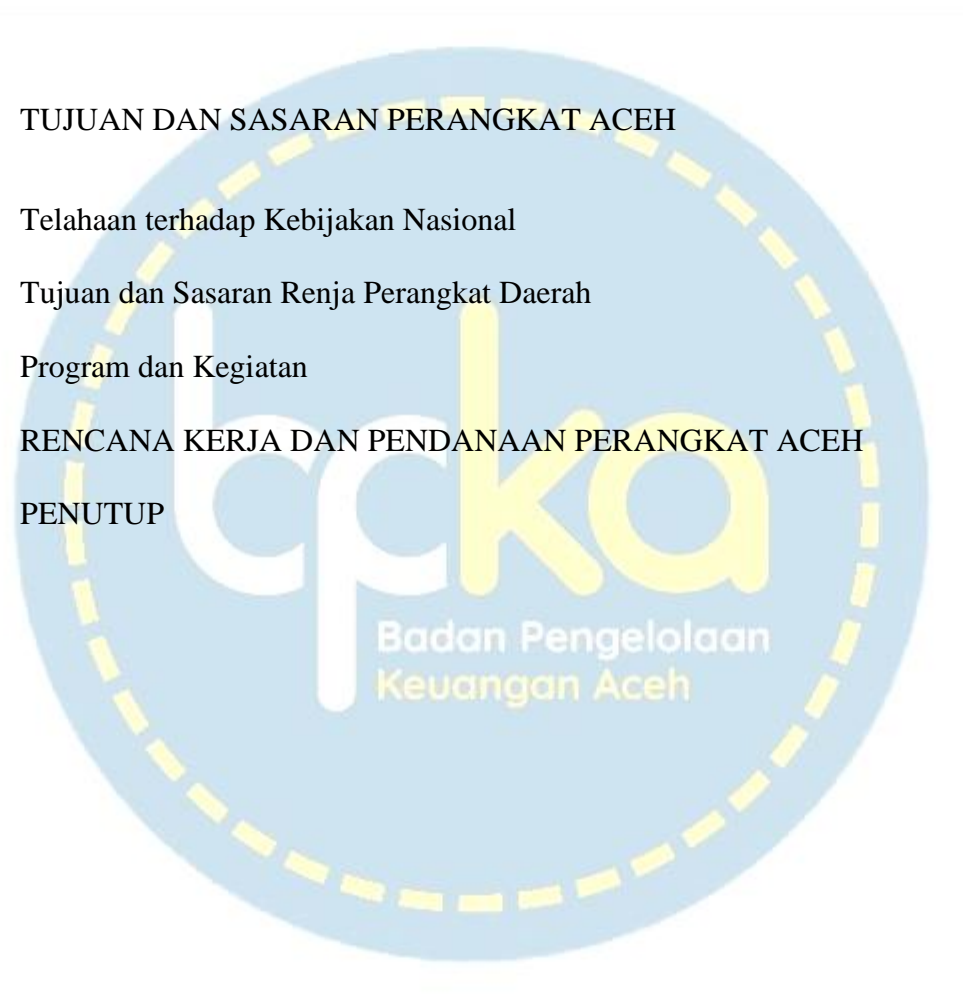 TUJUAN DAN SASARAN PERANGKAT ACEH
Telahaan terhadap Kebijakan Nasional
Tujuan dan Sasaran Renja Perangkat Daerah
Program dan Kegiatan
RENCANA KERJA DAN PENDANAAN PERANGKAT ACEH
PENUTUP
bpka
Badan Pengelolaan
Keuangan Aceh